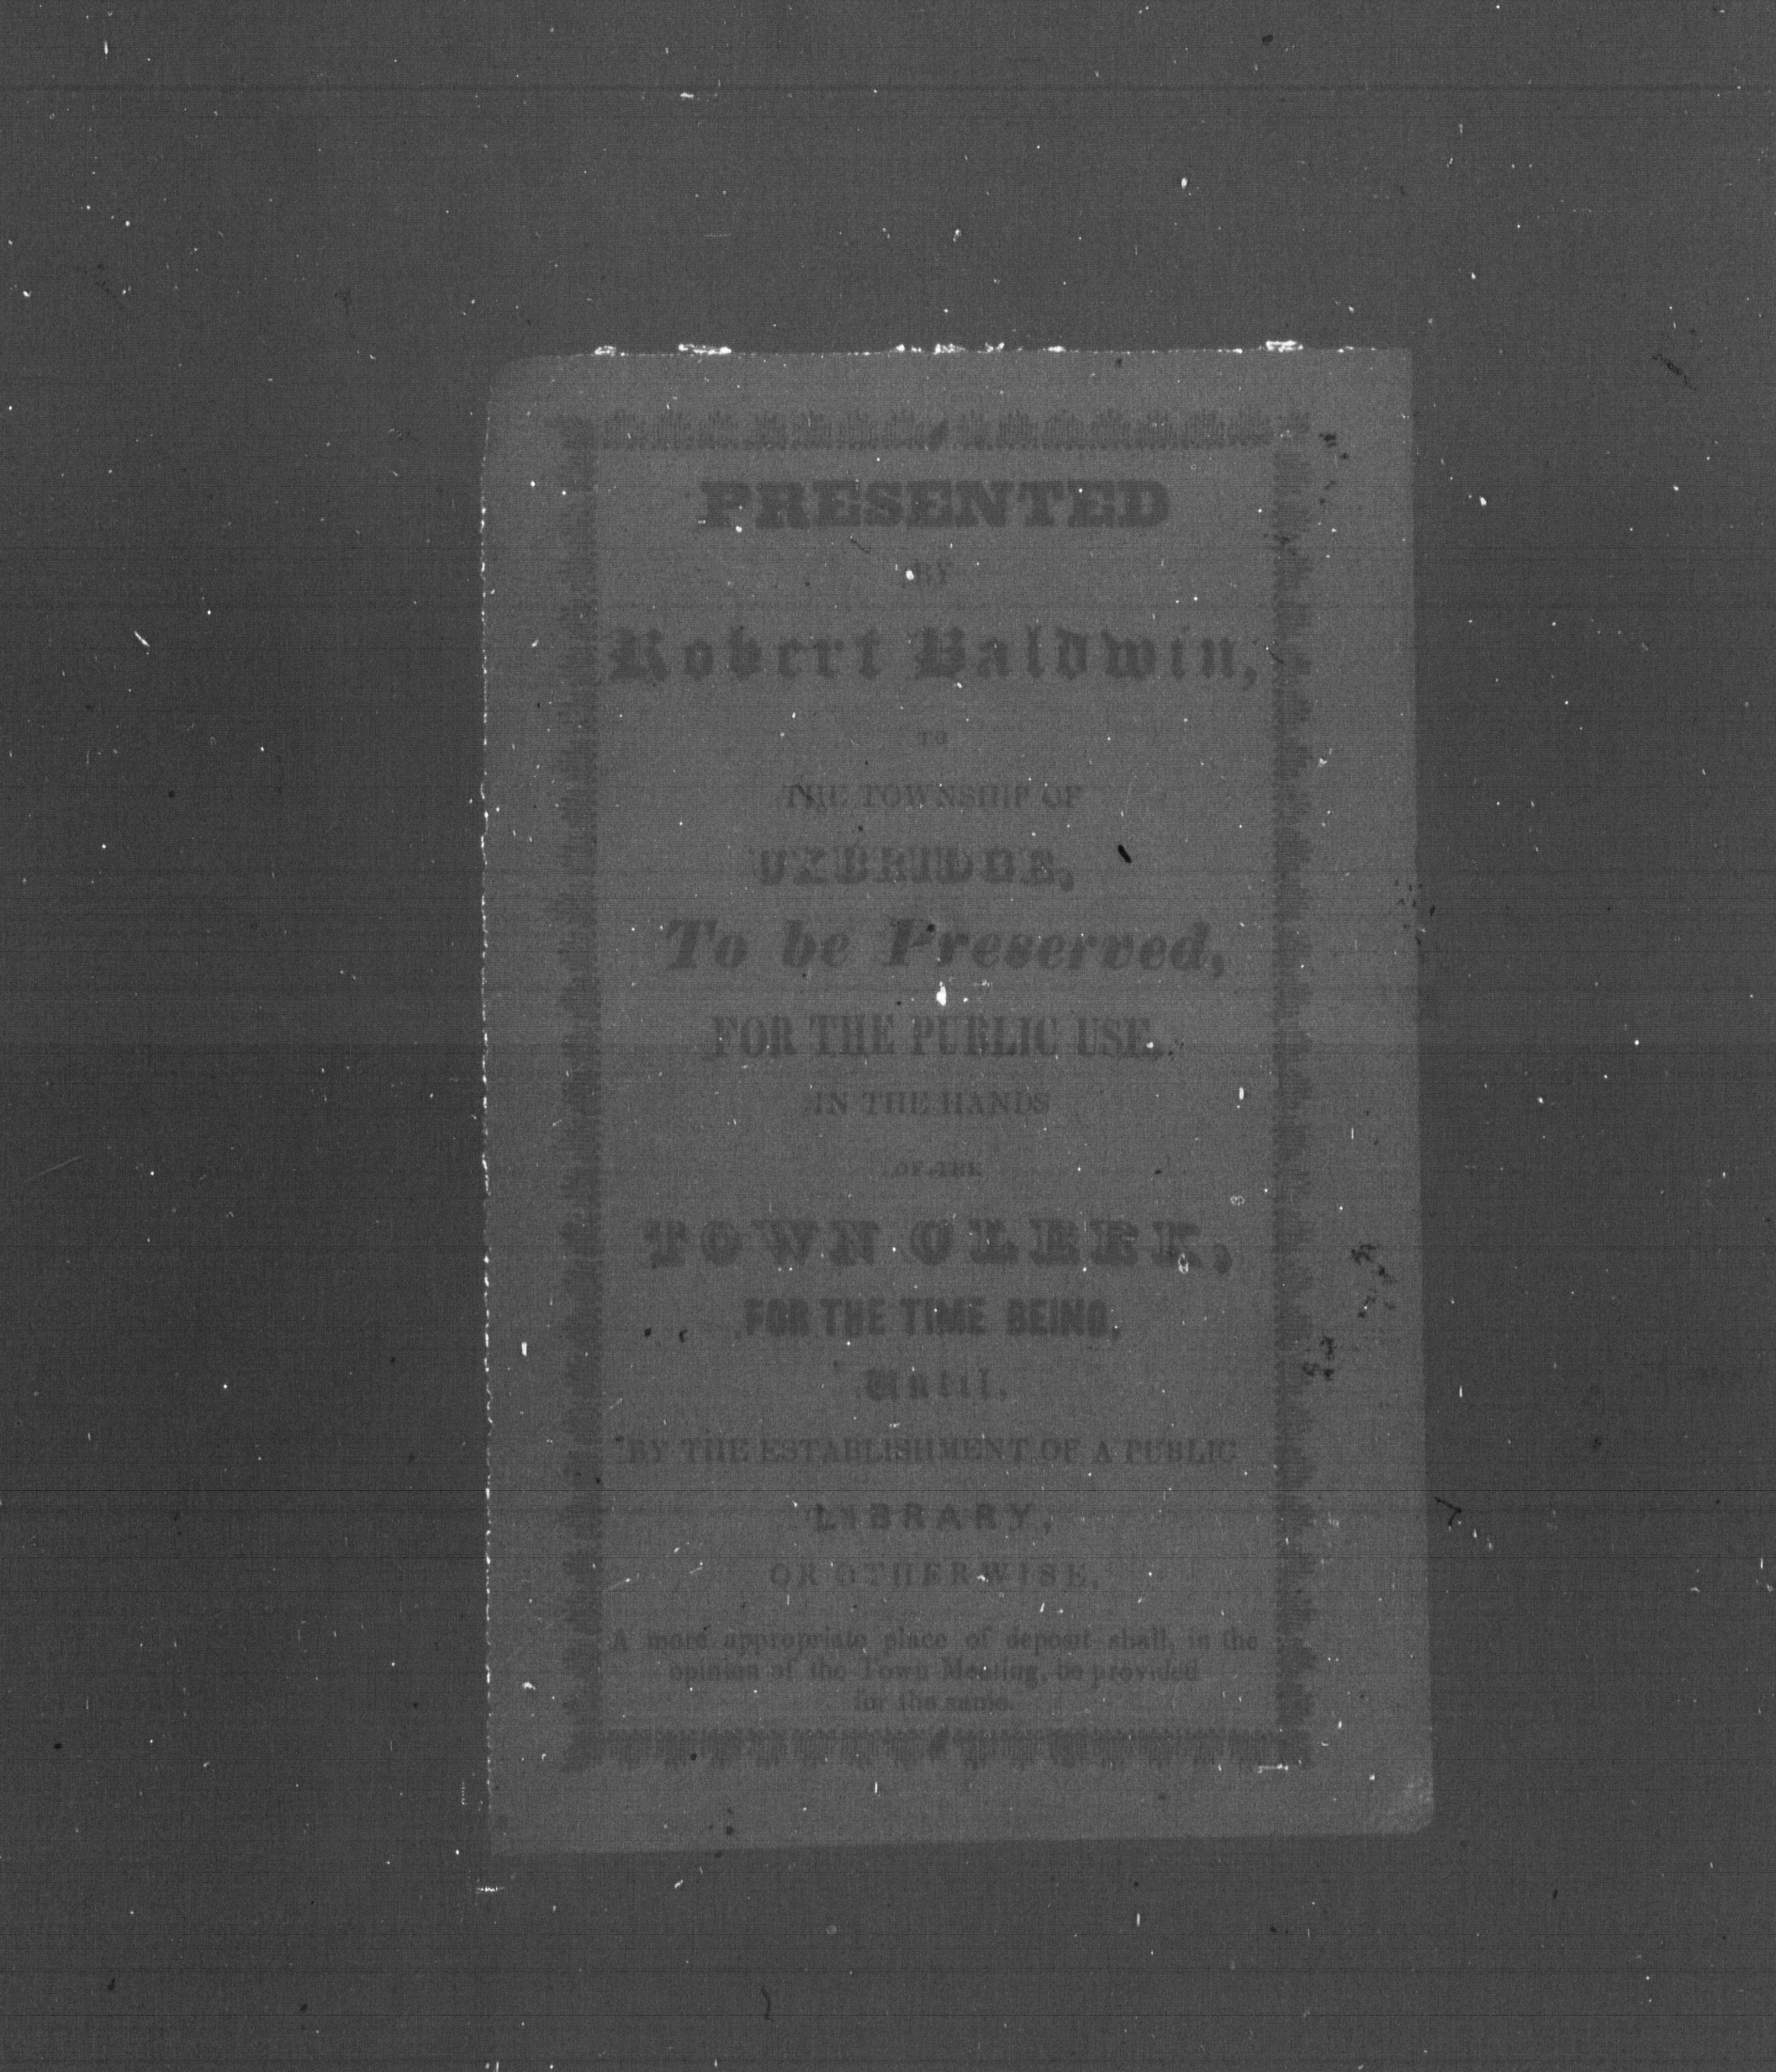 PRESENTED
BY
Robert Baldwin,
TO
THE TOWNSHIP OF
UXBRIDGE,
To be Preserved,
FOR THE PUBLIC USE,
IN THE HANDS
OF THE
TOWN CLERK,
FOR THE TIME BEING,
Until,
BY THE ESTABLISHMENT OF A PUBLIC
LIBRARY,
OR OTHERWISE,
A more appropriate place of deposit shall, in the
opinion of the Town Meeting, be provided
for the same.